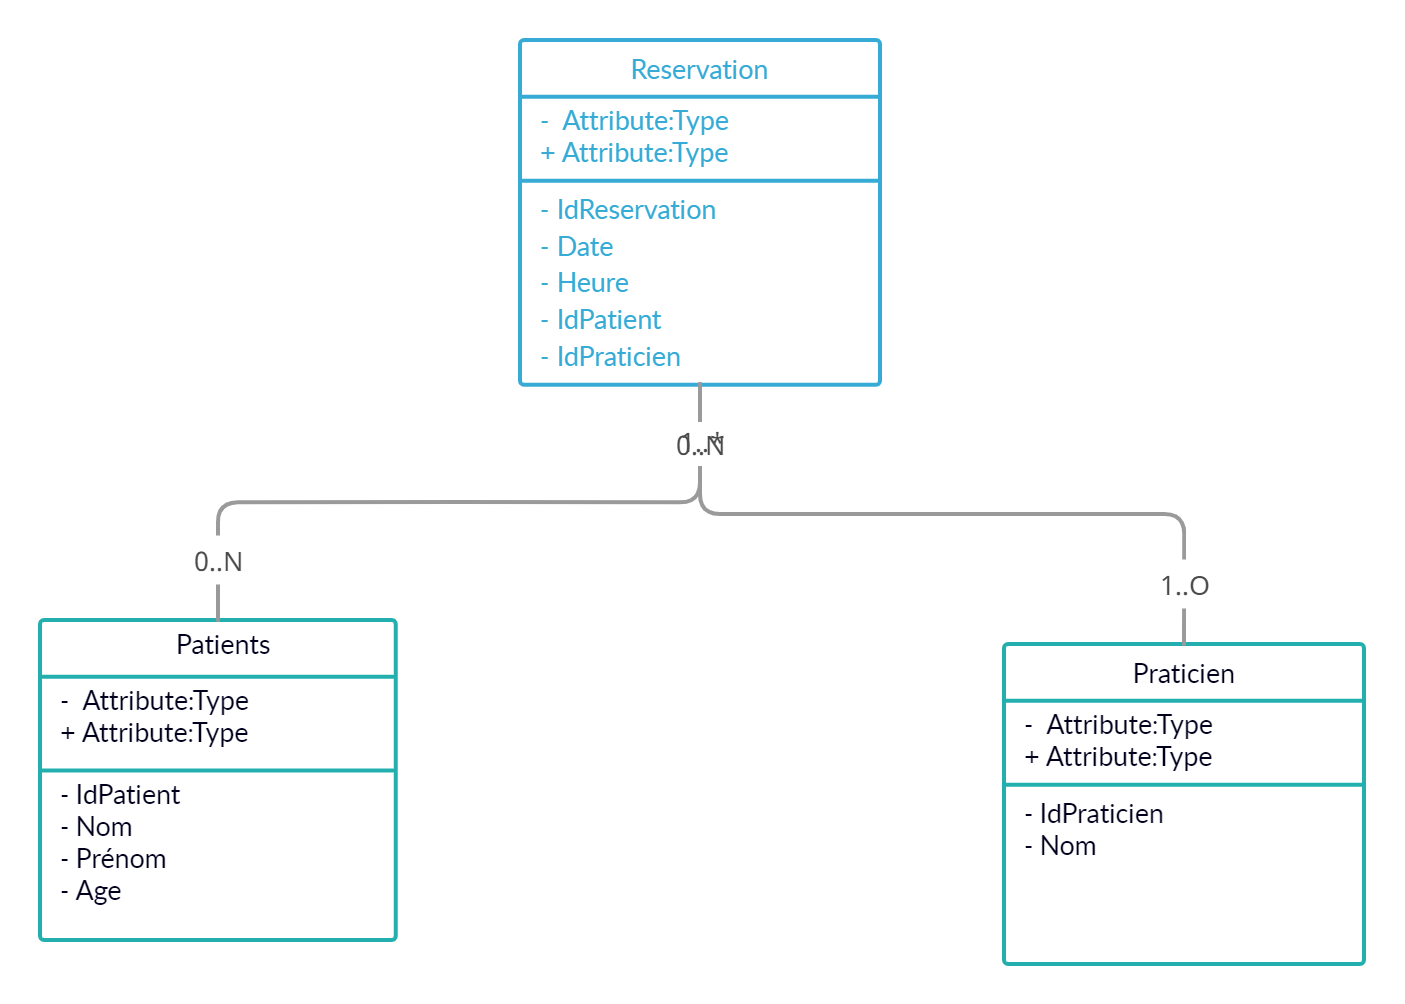 Reservation
- Attribute:Type
+ Attribute:Type
- IdReservation
- Date
- Heure
- IdPatient
- IdPraticien
0..N
1..*
0..N
1..O
Patients
- Attribute:Type
+ Attribute:Type
- IdPatient
- Nom
- Prénom
- Age
Praticien
- Attribute:Type
+ Attribute:Type
- IdPraticien
- Nom